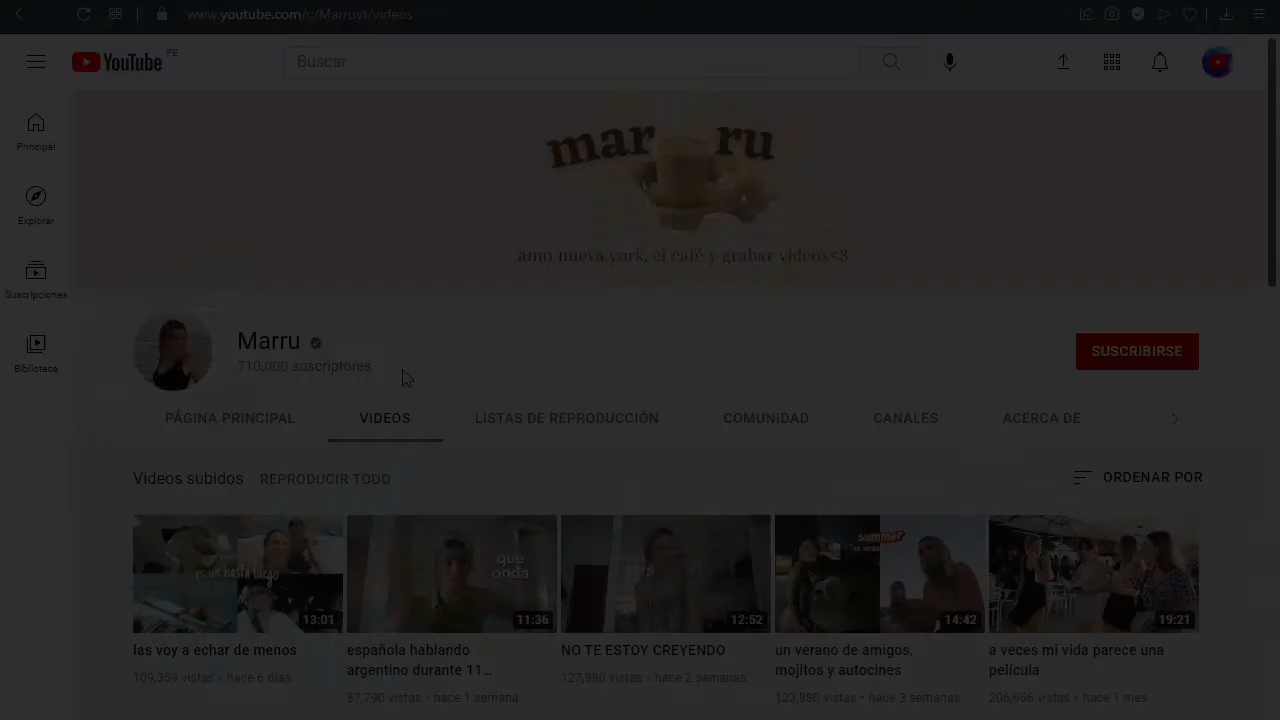 www.youtube.com/c/Marruyt/videos
YouTube PE
Buscar
Principal
Explorar
Suscripciones
Biblioteca
mar ru
amo nueva york, el café y grabar videos<3
Marru
710,000 suscriptores
SUSCRIBIRSE
PÁGINA PRINCIPAL VIDEOS LISTAS DE REPRODUCCIÓN COMUNIDAD CANALES ACERCA DE
Videos subidos REPRODUCIR TODO ORDENAR POR
es un hasta luego
13:01
que
onda
11:36
12:52
summer
14:42
19:21
las voy a echar de menos
109,359 vistas • hace 6 días
española hablando
argentino durante 11...
87,790 vistas • hace 1 semana
NO TE ESTOY CREYENDO
127,950 vistas • hace 2 semanas
un verano de amigos,
mojitos y autocines
123,880 vistas • hace 3 semanas
a veces mi vida parece una
película
206,656 vistas • hace 1 mes